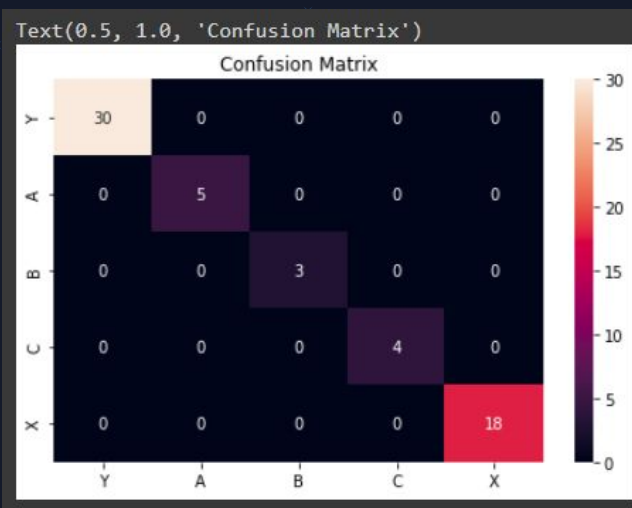 Text(0.5, 1.0, 'Confusion Matrix')
Confusion Matrix
Y 30 0 0 0 0
A 0 5 0 0 0
B 0 0 3 0 0
C 0 0 0 4 0
X 0 0 0 0 18
Y A B C X
30
25
20
15
10
5
0